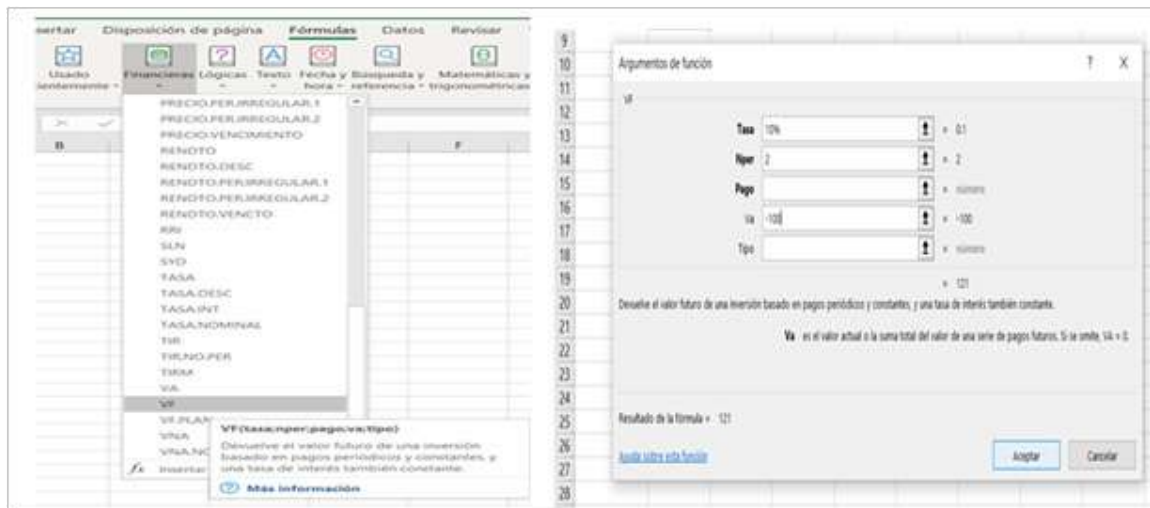 sertar Disposición de página Fórmulas Datos Revisar
Usado Financieras Lógicas Texto Fecha y Búsqueda y Matemáticas y
hora referencia trigonométricas
B F
PRECIO.PER.IRREGULAR.1
PRECIO.PER.IRREGULAR.2
PRECIO.VENCIMIENTO
RENDTO
RENDTO.DESC
RENDTO.PER.IRREGULAR.1
RENDTO.PER.IRREGULAR.2
RENDTO.VENCTO
RRI
SLN
SYD
TASA
TASA.DESC
TASA.INT
TASA.NOMINAL
TIR
TIR.NO.PER
TIRM
VA
VF
VF.PLAN
VNA
VNA.NO
fx Insertar
VF(tasa;nper;pago;va;tipo)
Devuelve el valor futuro de una inversión
basado en pagos periódicos y constantes, y
una tasa de interés también constante.
Más información
9
10
11
12
13
14
15
16
17
18
19
20
21
22
23
24
25
26
27
28
Argumentos de función ? X
VF
Tasa 10% = 0.1
Nper 2 = 2
Pago = número
Va -100 = -100
Tipo = número
= 121
Devuelve el valor futuro de una inversión basado en pagos periódicos y constantes, y una tasa de interés también constante.
Va es el valor actual o la suma total del valor de una serie de pagos futuros. Si se omite, VA = 0.
Resultado de la fórmula = 121
Ayuda sobre esta función
Aceptar Cancelar